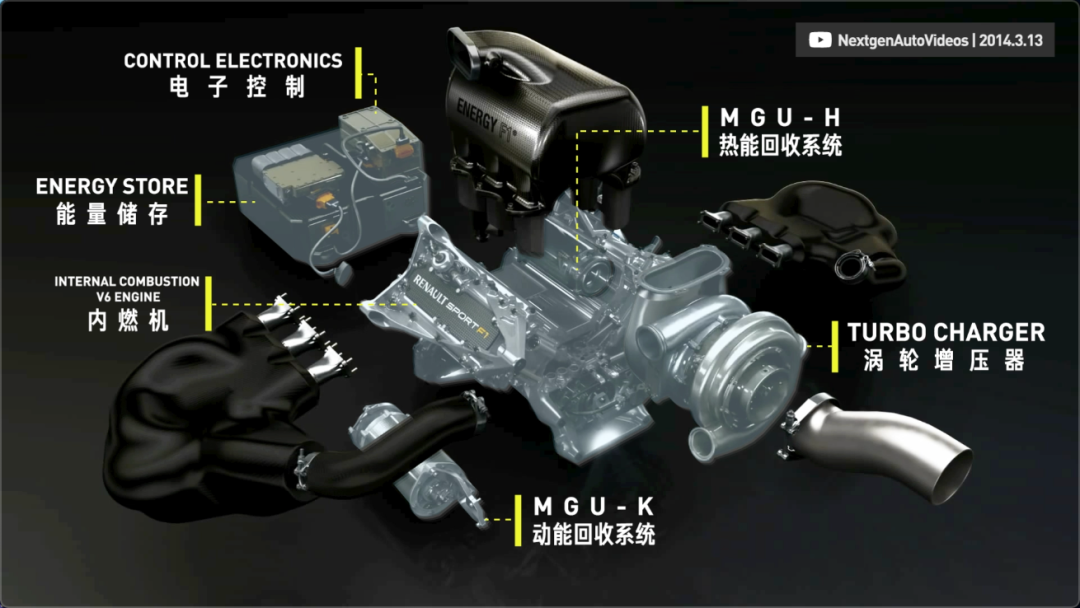 NextgenAutoVideos | 2014.3.13
CONTROL ELECTRONICS
电子控制
ENERGY F1
MGU-H
热能回收系统
ENERGY STORE
能量储存
INTERNAL COMBUSTION
V6 ENGINE
内燃机
RENAULT SPORT F1
TURBO CHARGER
涡轮增压器
MGU-K
动能回收系统